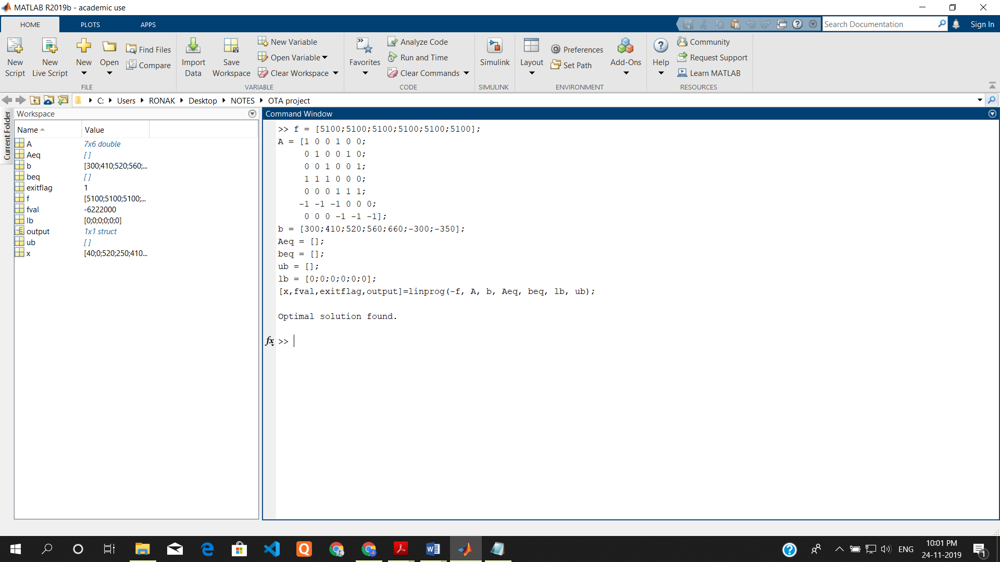 MATLAB R2019b - academic use
HOME PLOTS APPS
Search Documentation
Sign In
New Script
New Live Script
New
Open
Find Files
Compare
FILE
Import Data
Save Workspace
New Variable
Open Variable
Clear Workspace
VARIABLE
Favorites
Analyze Code
Run and Time
Clear Commands
CODE
Simulink
SIMULINK
Layout
Preferences
Set Path
Add-Ons
ENVIRONMENT
Help
Community
Request Support
Learn MATLAB
RESOURCES
C: Users RONAK Desktop NOTES OTA project
Current Folder
Workspace
Name Value
A 7x6 double
Aeq []
b [300;410;520;560;...
beq []
exitflag 1
f [5100;5100;5100;...
fval -6222000
lb [0;0;0;0;0;0]
output 1x1 struct
ub []
x [40;0;520;250;410...
Command Window
>> f = [5100;5100;5100;5100;5100;5100];
A = [1 0 0 1 0 0;
0 1 0 0 1 0;
0 0 1 0 0 1;
1 1 1 0 0 0;
0 0 0 1 1 1;
-1 -1 -1 0 0 0;
0 0 0 -1 -1 -1];
b = [300;410;520;560;660;-300;-350];
Aeq = [];
beq = [];
ub = [];
lb = [0;0;0;0;0;0];
[x,fval,exitflag,output]=linprog(-f, A, b, Aeq, beq, lb, ub);
Optimal solution found.
fx >>
ENG
10:01 PM
24-11-2019
1